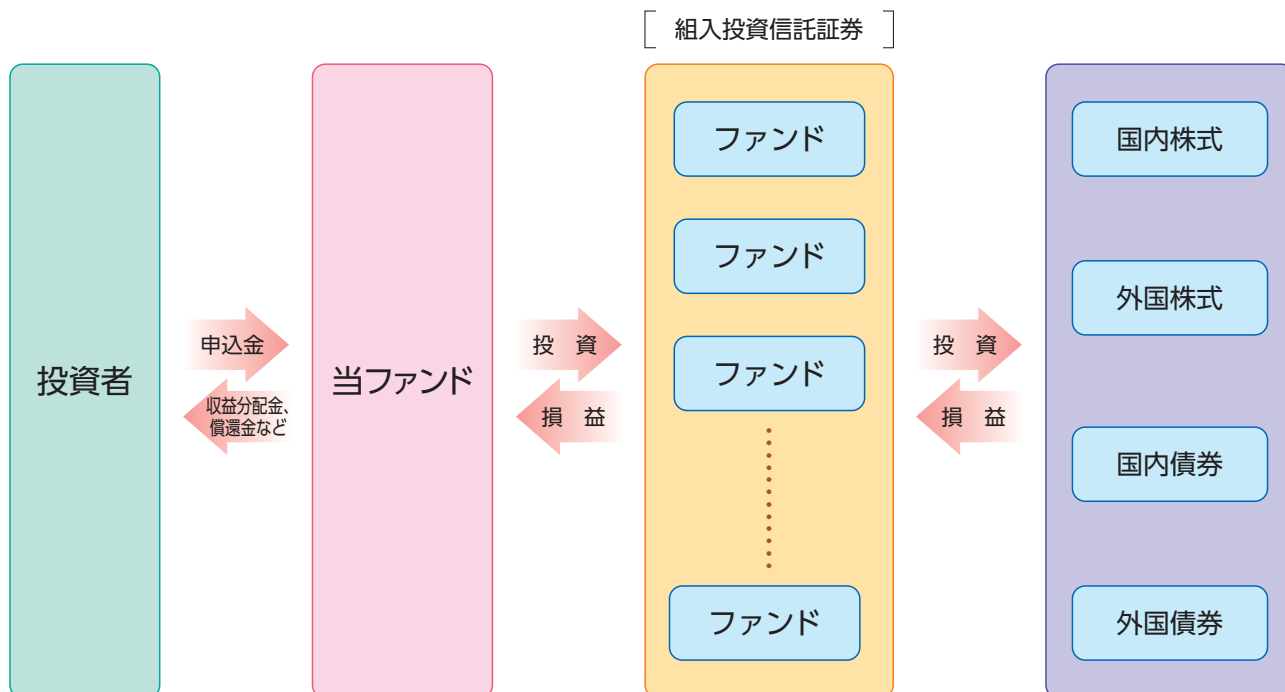 組入投資信託証券
投資者
申込金
収益分配金、
償還金など
当ファンド
投　資
損　益
ファンド
ファンド
ファンド
ファンド
投　資
損　益
国内株式
外国株式
国内債券
外国債券